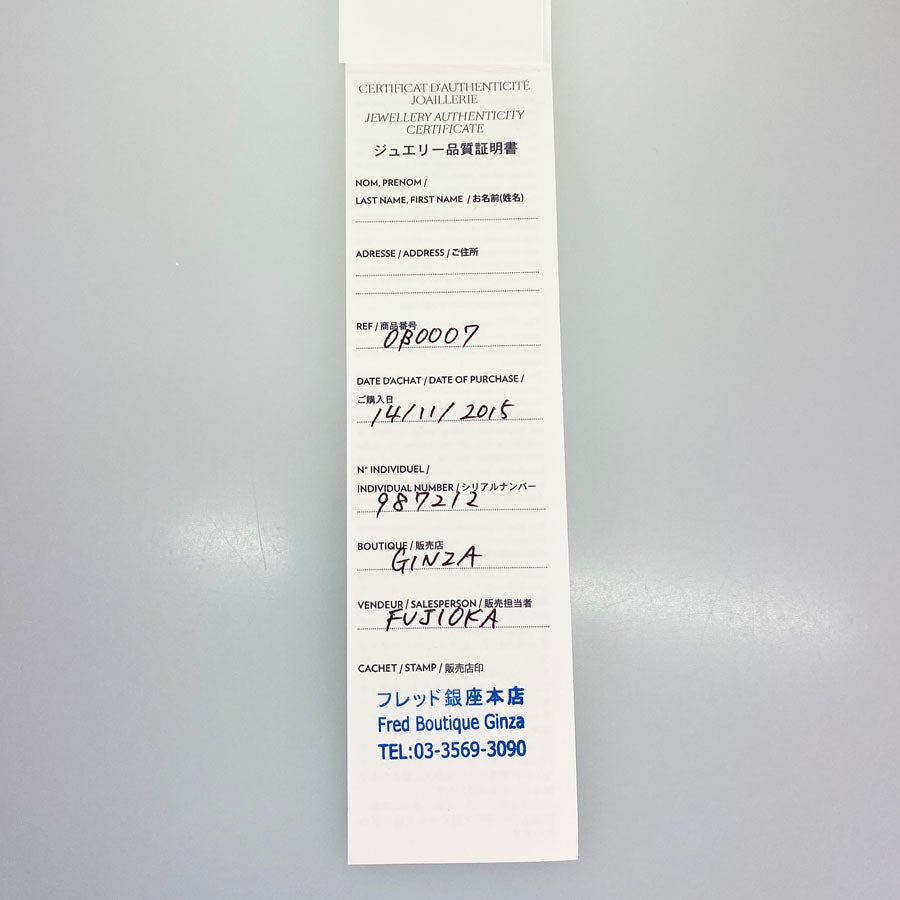 CERTIFICAT D'AUTHENTICITÉ
JOAILLERIE
JEWELLERY AUTHENTICITY
CERTIFICATE
ジュエリー品質証明書
NOM, PRENOM /
LAST NAME, FIRST NAME / お名前(姓名)
ADRESSE / ADDRESS / ご住所
REF / 商品番号
0B0007
DATE D'ACHAT / DATE OF PURCHASE /
ご購入日
14/11/2015
N° INDIVIDUEL /
INDIVIDUAL NUMBER / シリアルナンバー
987212
BOUTIQUE / 販売店
GINZA
VENDEUR / SALESPERSON / 販売担当者
FUJIOKA
CACHET / STAMP / 販売店印
フレッド銀座本店
Fred Boutique Ginza
TEL:03-3569-3090